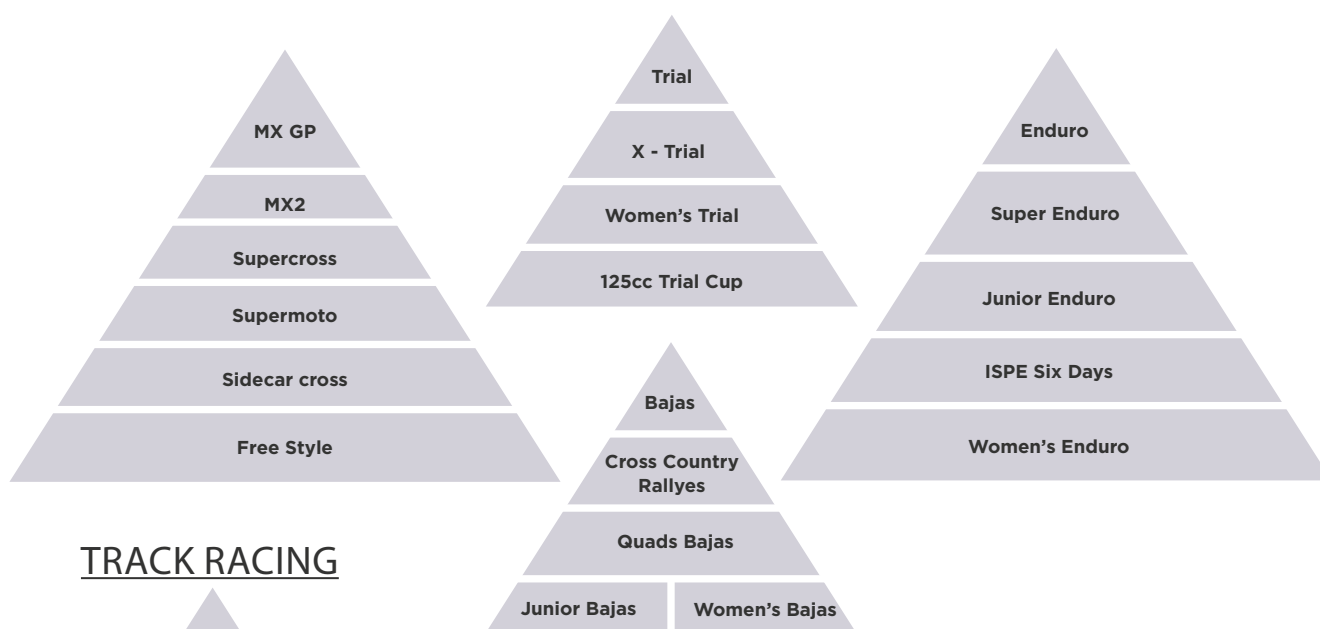 MX GP
MX2
Supercross
Supermoto
Sidecar cross
Free Style
Trial
X - Trial
Women's Trial
125cc Trial Cup
Enduro
Super Enduro
Junior Enduro
ISPE Six Days
Women's Enduro
Bajas
Cross Country
Rallyes
Quads Bajas
Junior Bajas
Women's Bajas
TRACK RACING